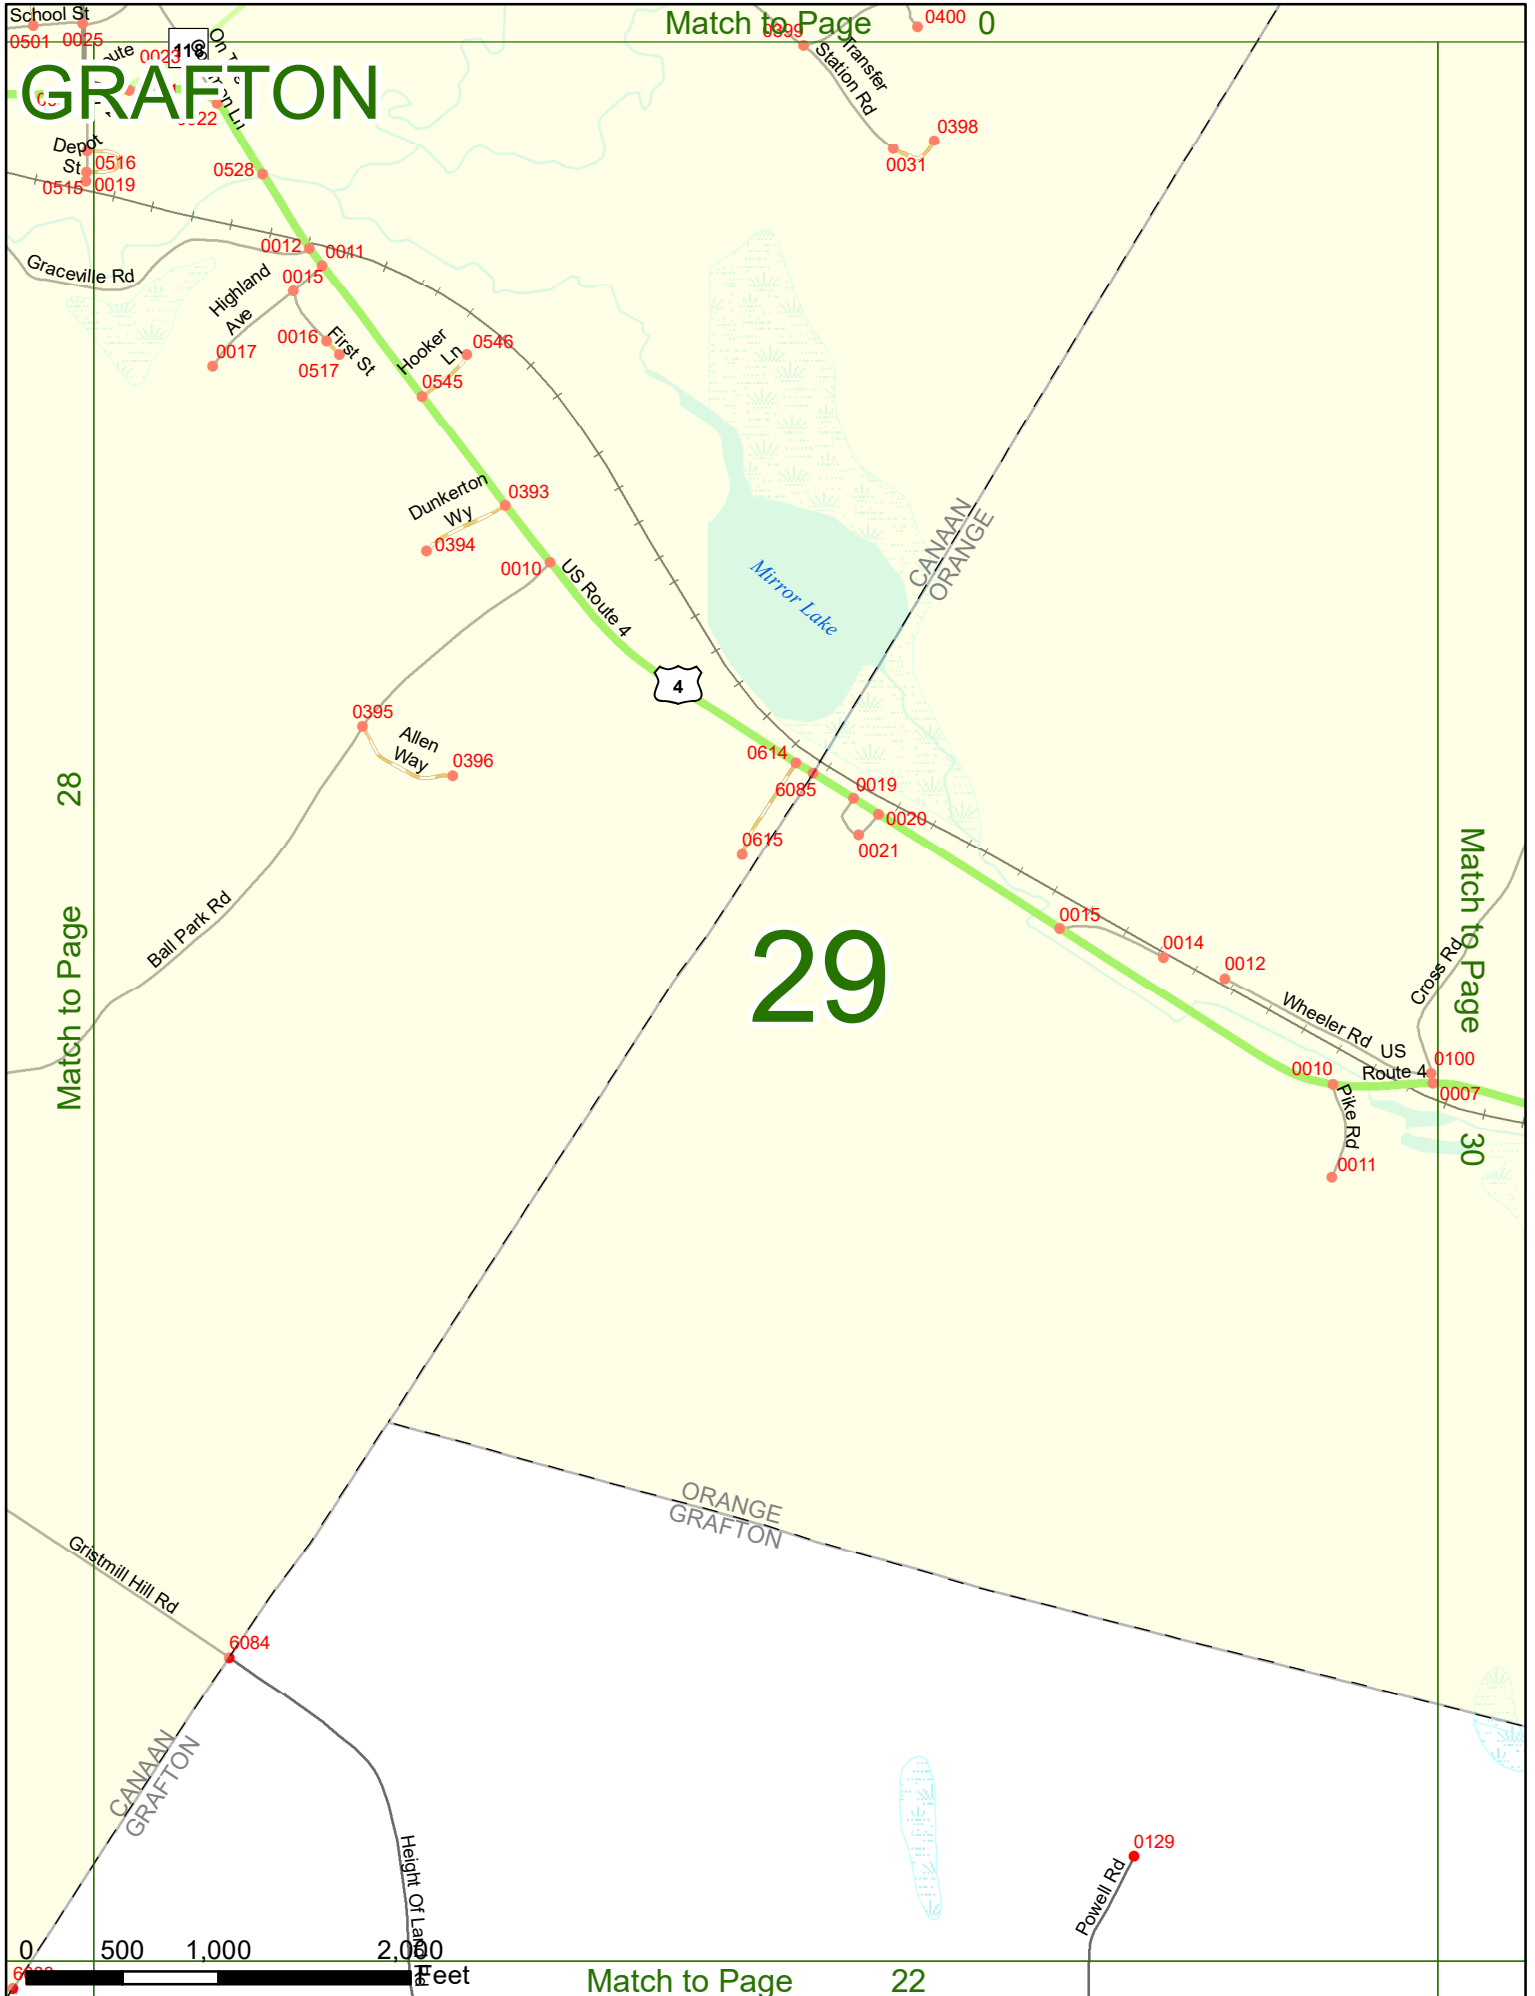 School St
0501
0025
Match to Page 0
0399
0400
Transfer
Station Rd
0398
0031
0023
118
GRAFTON
Depot
St
0516
0515
0019
0528
0012
0011
Graceville Rd
Highland
Ave
0015
0016
First St
0017
0517
Hooker
Ln
0546
0545
Dunkerton
Wy
0393
0394
0010
US Route 4
4
Mirror Lake
CANAAN
ORANGE
0395
Allen
Way
0396
0614
6085
0019
0020
0021
0615
Match to Page 28
Ball Park Rd
29
0015
0014
0012
Wheeler Rd
Cross Rd
Match to Page 30
US
Route 4
0100
0007
0010
Pike Rd
0011
ORANGE
GRAFTON
Gristmill Hill Rd
6084
CANAAN
GRAFTON
Height Of Land Rd
0129
Powell Rd
0 500 1,000 2,000
Feet
Match to Page 22